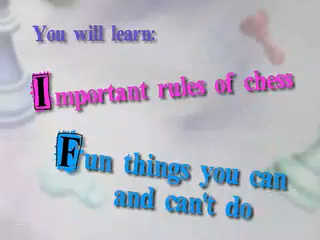 You will learn:
Important rules of chess
Fun things you can
and can't do